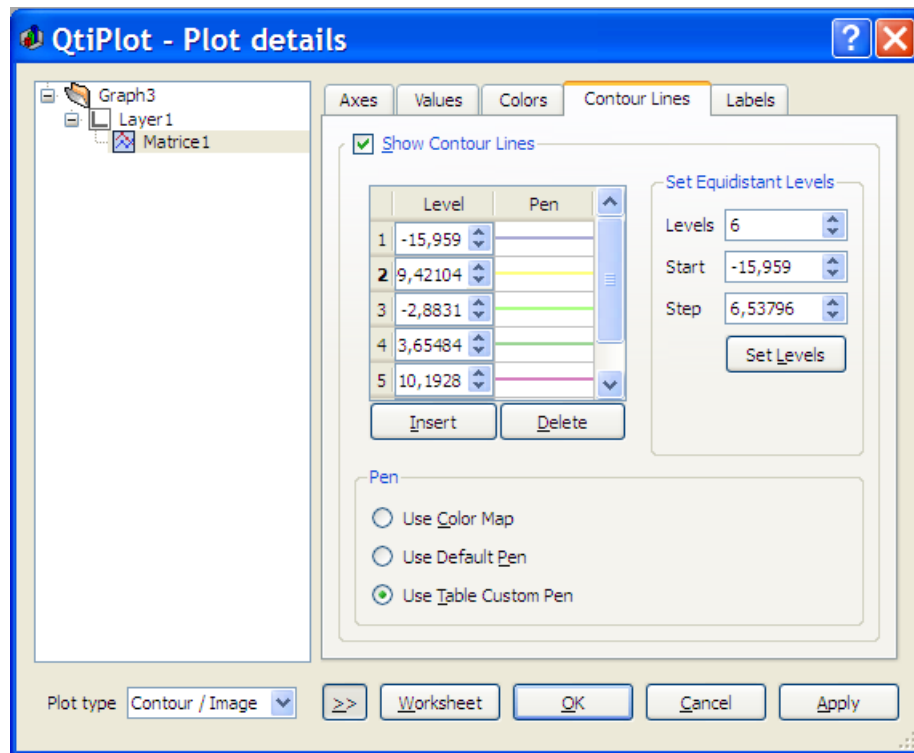 QtiPlot - Plot details
Graph3
Layer1
Matrice1
Axes Values Colors Contour Lines Labels
Show Contour Lines
Level Pen
1 -15,959
2 9,42104
3 -2,8831
4 3,65484
5 10,1928
Insert Delete
Set Equidistant Levels
Levels 6
Start -15,959
Step 6,53796
Set Levels
Pen
Use Color Map
Use Default Pen
Use Table Custom Pen
Plot type Contour / Image >> Worksheet OK Cancel Apply